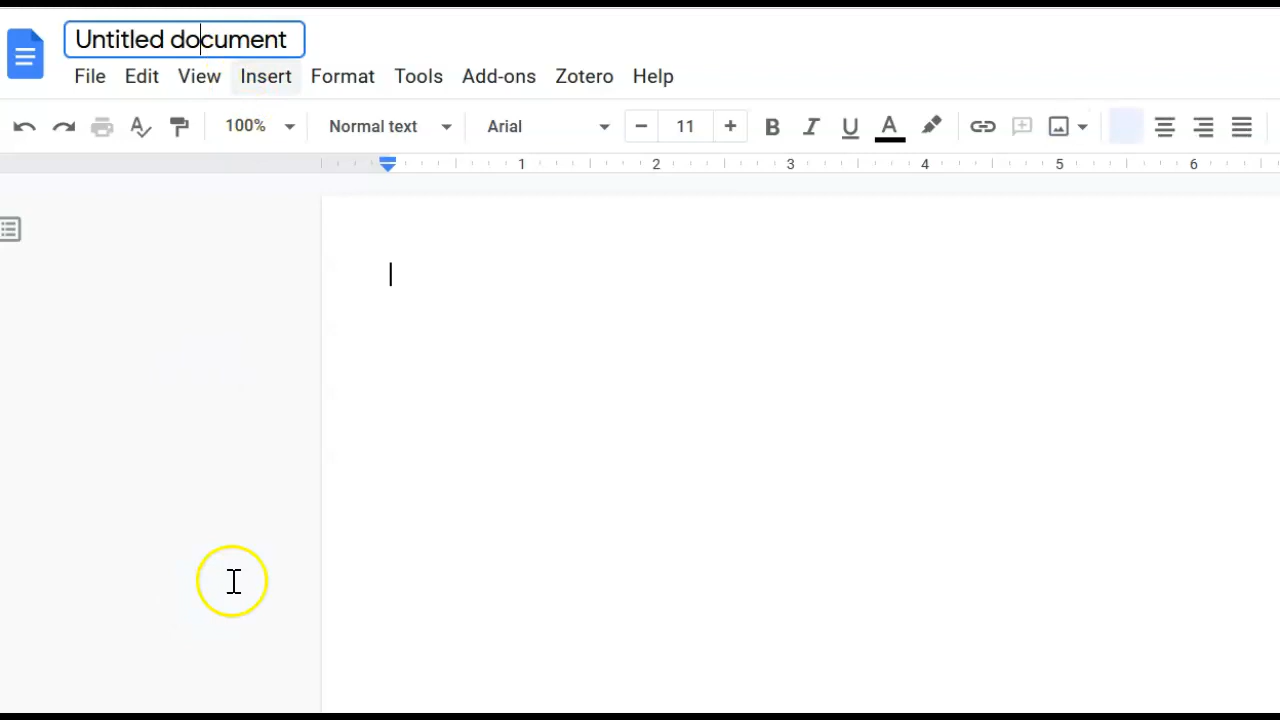 Untitled document
File Edit View Insert Format Tools Add-ons Zotero Help
100% Normal text Arial − 11 + B I U A
1 2 3 4 5 6